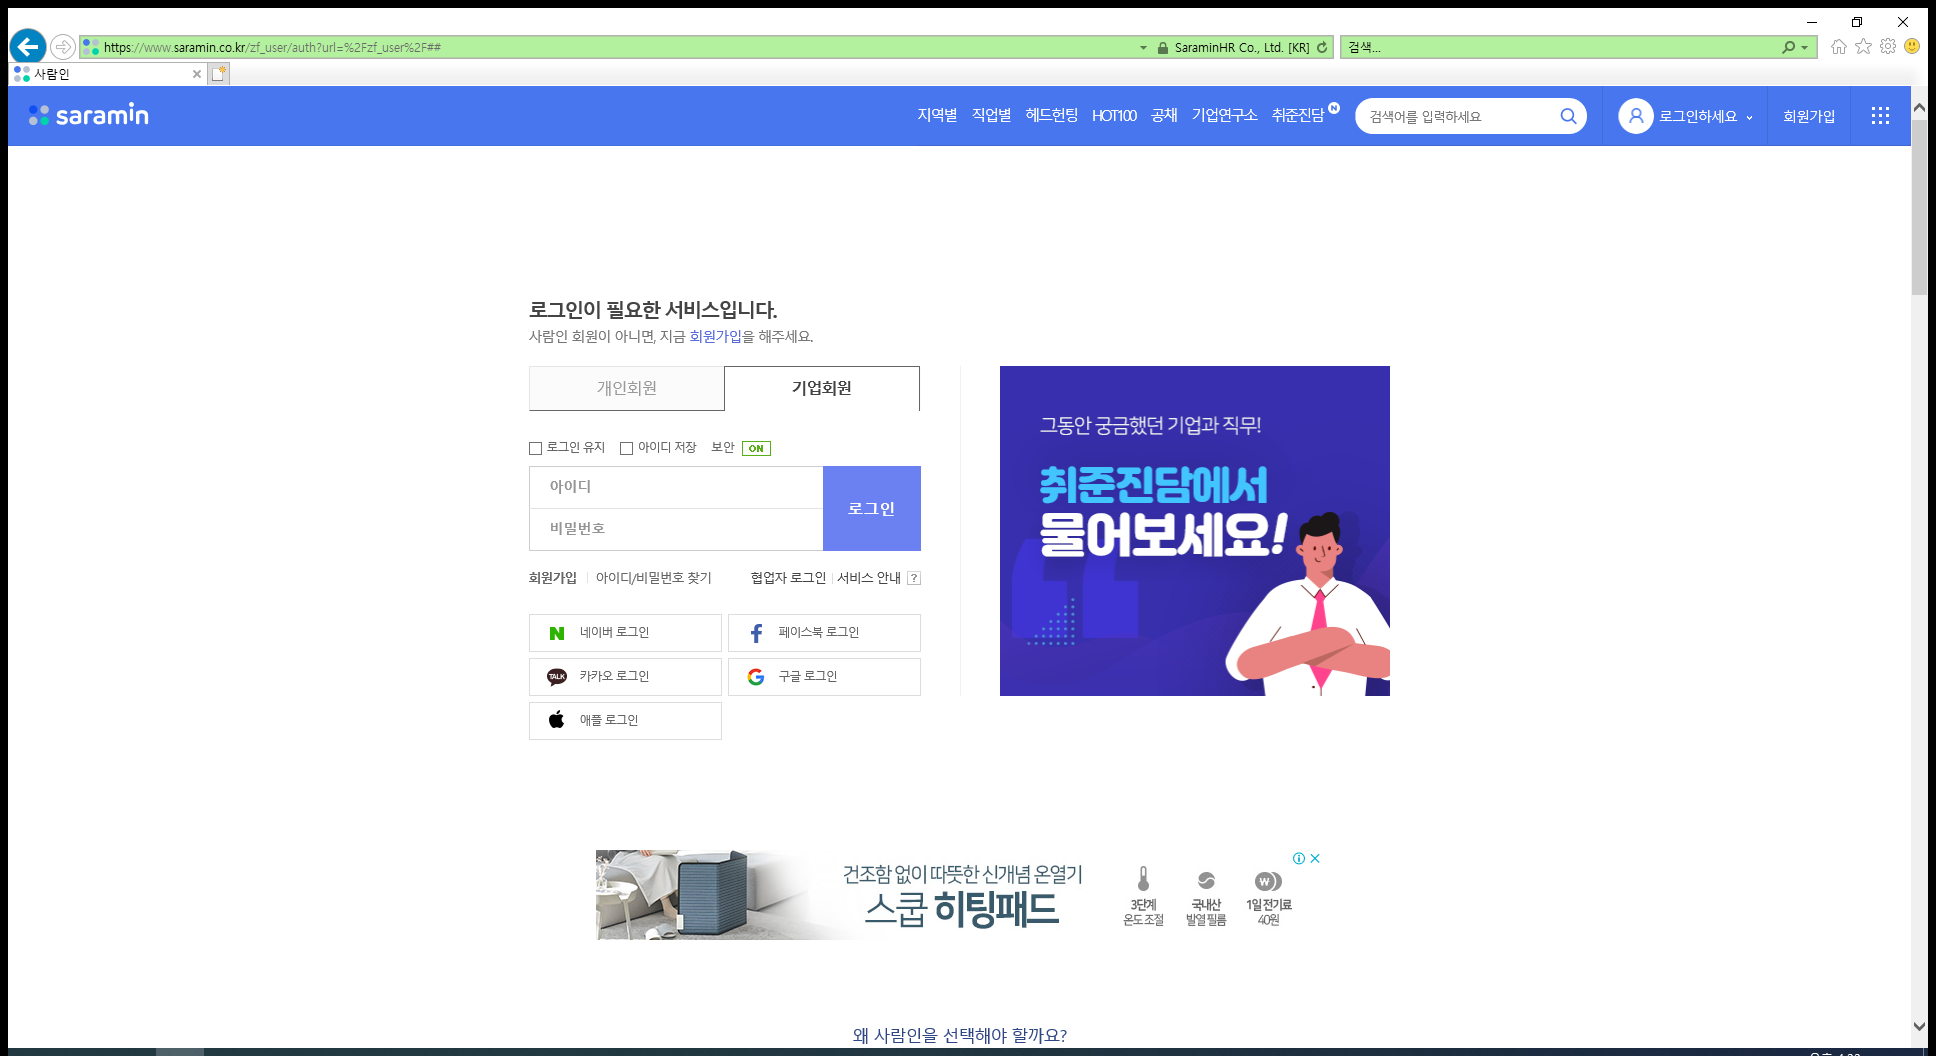 https://www.saramin.co.kr/zf_user/auth?url=%2Fzf_user%2F##
SaraminHR Co., Ltd. [KR]
검색...
사람인
saramin
지역별 직업별 헤드헌팅 HOT100 공채 기업연구소 취준진담 N
검색어를 입력하세요
로그인하세요
회원가입
로그인이 필요한 서비스입니다.
사람인 회원이 아니면, 지금 회원가입을 해주세요.
개인회원 기업회원
로그인 유지 아이디 저장 보안 ON
아이디
비밀번호
로그인
회원가입 아이디/비밀번호 찾기 협업자 로그인 서비스 안내 ?
네이버 로그인 페이스북 로그인
TALK 카카오 로그인 구글 로그인
애플 로그인
그동안 궁금했던 기업과 직무!
취준진담에서
물어보세요!
건조함 없이 따뜻한 신개념 온열기
스쿱 히팅패드
3단계
온도 조절
국내산
발열 필름
1일 전기료
40원
왜 사람인을 선택해야 할까요?